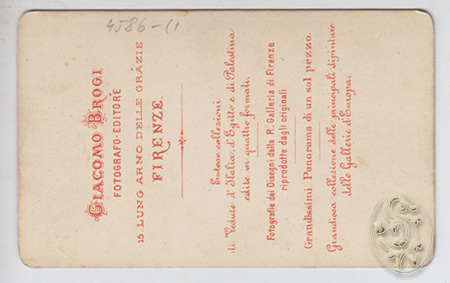 4586-11
GIACOMO BROGI
FOTOGRAFO-EDITORE
15 LUNG'ARNO DELLE GRAZIE
FIRENZE.
Estese collezioni
di Vedute d'Italia, d'Egitto e di Palestina
edite in quattro formati.
Fotografie dei Disegni dalla R. Galleria di Firenze
riprodotte dagli originali
Grandissimi Panorama di un sol pezzo.
Grandiosa collezione delle principali dipinture
delle Gallerie d'Europa.